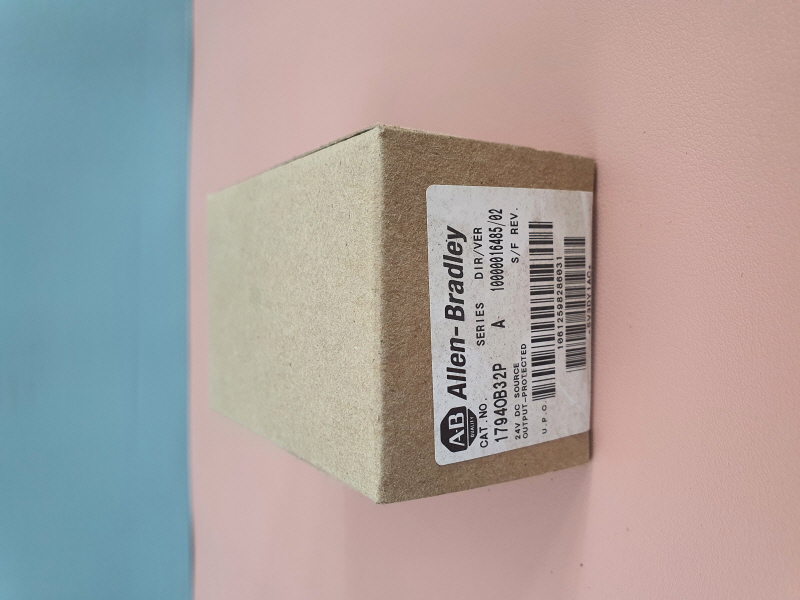 AB
QUALITY
Allen-Bradley
CAT.NO. SERIES DIR/VER
1794OB32P A 10000016485/02
24V DC SOURCE S/F REV.
OUTPUT-PROTECTED
U.P.C.
10612598286031